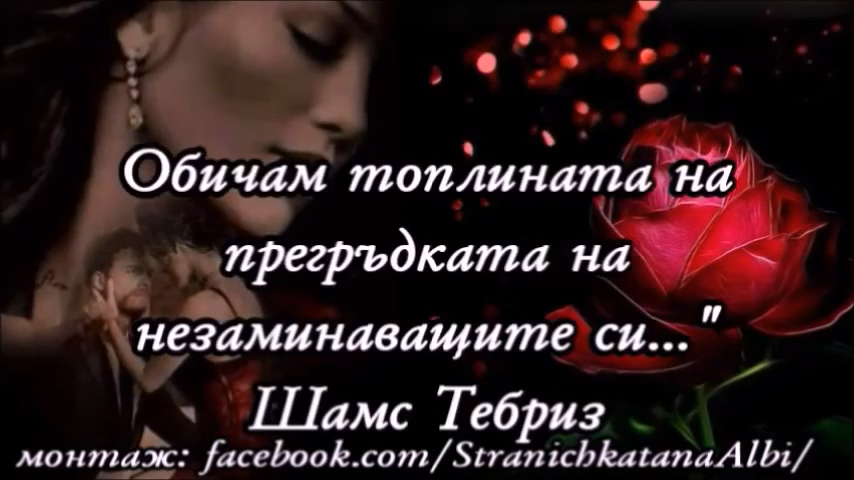 Обичам топлината на
прегръдката на
незаминаващите си..."
Шамс Тебриз
монтаж: facebook.com/StranichkatanaAlbi/